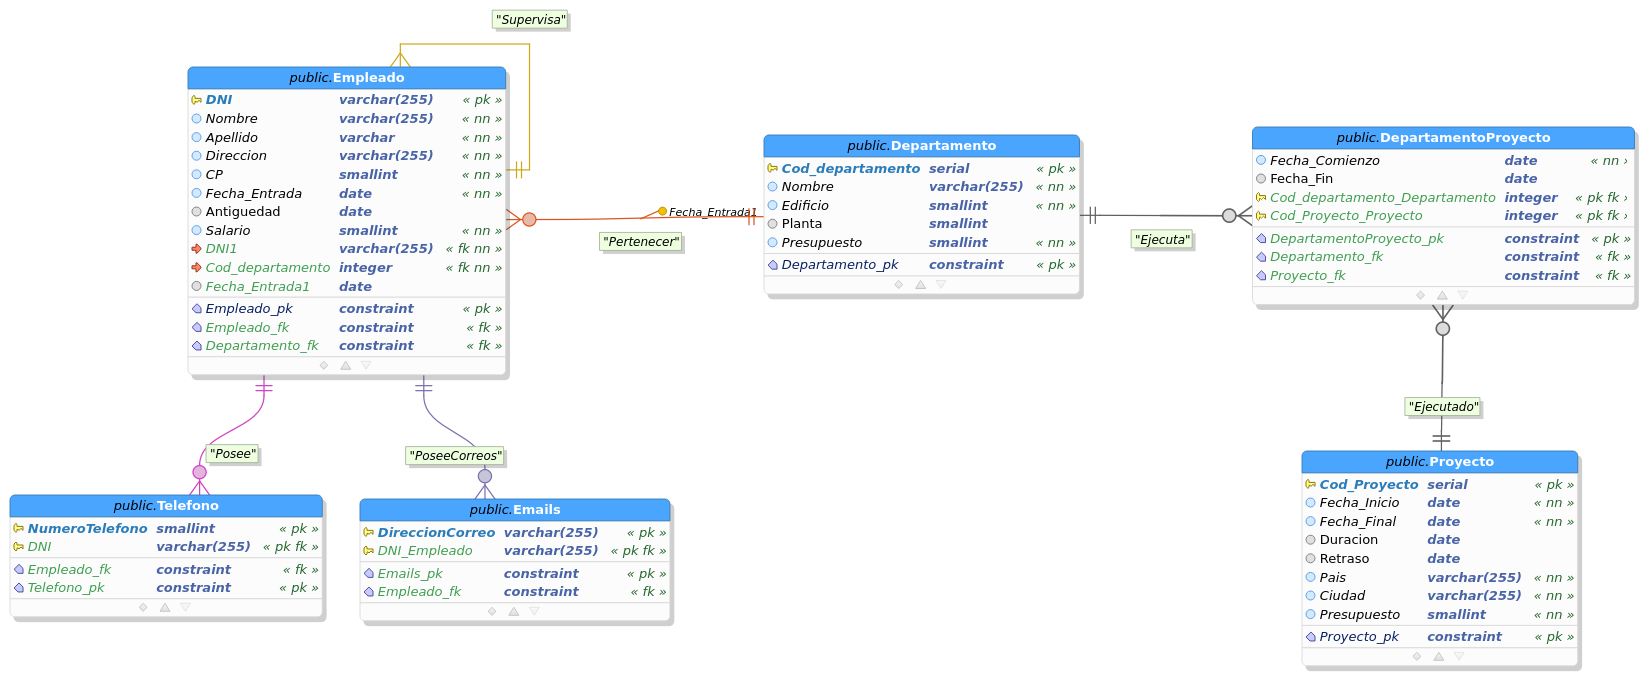 "Supervisa"
public.Empleado
DNI varchar(255) « pk »
Nombre varchar(255) « nn »
Apellido varchar « nn »
Direccion varchar(255) « nn »
CP smallint « nn »
Fecha_Entrada date « nn »
Antiguedad date
Salario smallint « nn »
DNI1 varchar(255) « fk nn »
Cod_departamento integer « fk nn »
Fecha_Entrada1 date
Empleado_pk constraint « pk »
Empleado_fk constraint « fk »
Departamento_fk constraint « fk »
Fecha_Entrada1
"Pertenecer"
public.Departamento
Cod_departamento serial « pk »
Nombre varchar(255) « nn »
Edificio smallint « nn »
Planta smallint
Presupuesto smallint « nn »
Departamento_pk constraint « pk »
"Ejecuta"
public.DepartamentoProyecto
Fecha_Comienzo date « nn ›
Fecha_Fin date
Cod_departamento_Departamento integer « pk fk ›
Cod_Proyecto_Proyecto integer « pk fk ›
DepartamentoProyecto_pk constraint « pk »
Departamento_fk constraint « fk »
Proyecto_fk constraint « fk »
"Ejecutado"
"Posee"
"PoseeCorreos"
public.Telefono
NumeroTelefono smallint « pk »
DNI varchar(255) « pk fk »
Empleado_fk constraint « fk »
Telefono_pk constraint « pk »
public.Emails
DireccionCorreo varchar(255) « pk »
DNI_Empleado varchar(255) « pk fk »
Emails_pk constraint « pk »
Empleado_fk constraint « fk »
public.Proyecto
Cod_Proyecto serial « pk »
Fecha_Inicio date « nn »
Fecha_Final date « nn »
Duracion date
Retraso date
Pais varchar(255) « nn »
Ciudad varchar(255) « nn »
Presupuesto smallint « nn »
Proyecto_pk constraint « pk »